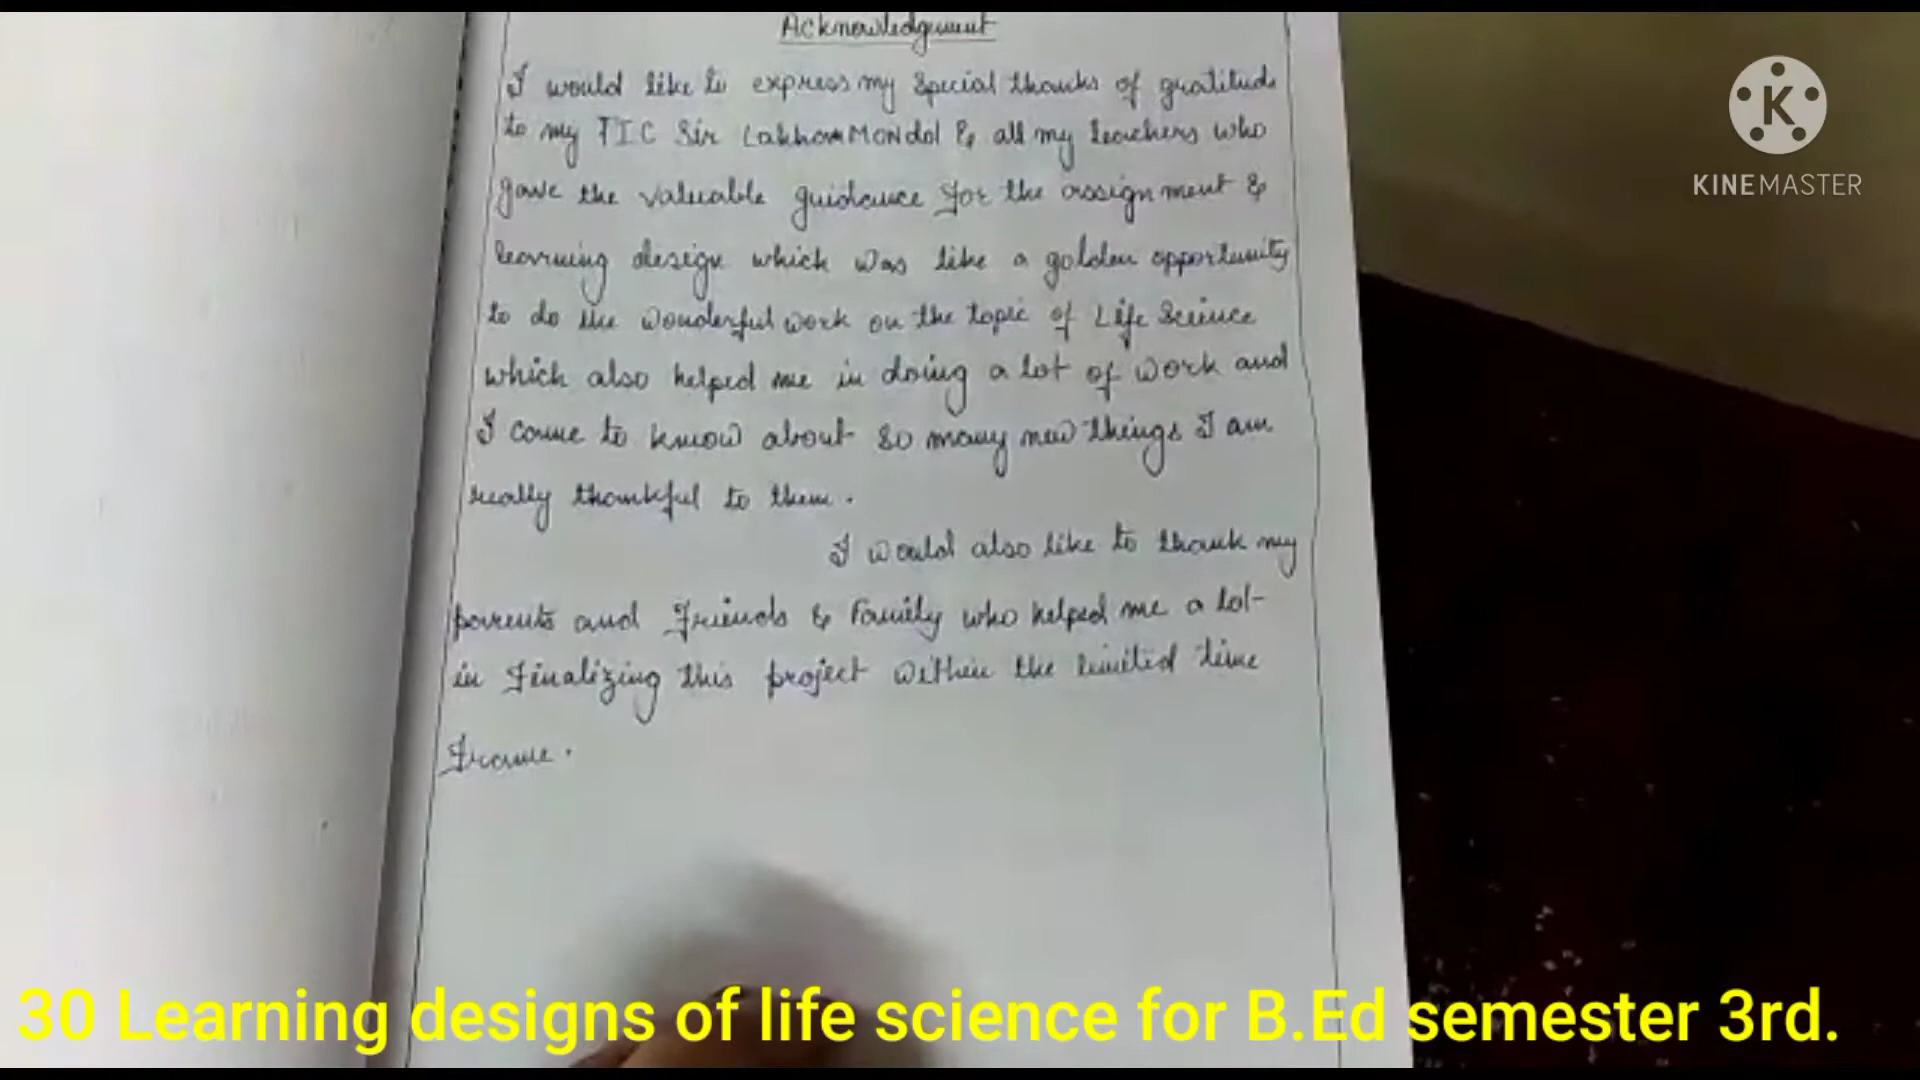 Acknowledgement
I would like to express my special thanks of gratitude
to my TIC Sir Lakhan MONdol & all my teachers who
gave the valuable guidance for the assignment &
learning design which was like a golden opportunity
to do the wonderful work on the topic of Life Science
which also helped me in doing a lot of work and
I came to know about so many new things I am
really thankful to them.
I would also like to thank my
parents and Friends & Family who helped me a lot
in Finalizing this project within the limited time
Frame.
K
KINEMASTER
30 Learning designs of life science for B.Ed semester 3rd.